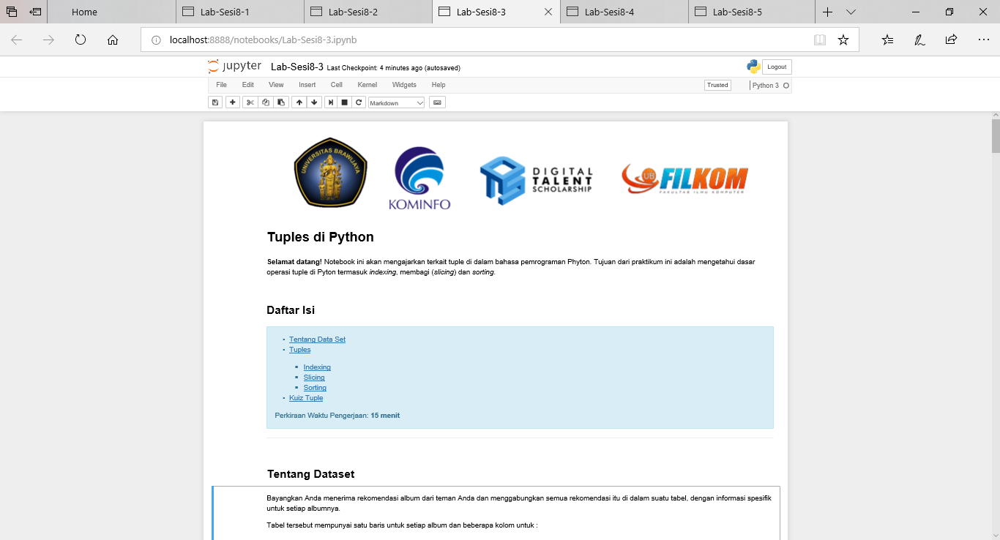 Home
Lab-Sesi8-1
Lab-Sesi8-2
Lab-Sesi8-3
Lab-Sesi8-4
Lab-Sesi8-5
localhost:8888/notebooks/Lab-Sesi8-3.ipynb
jupyter Lab-Sesi8-3 Last Checkpoint: 4 minutes ago (autosaved)
Logout
File Edit View Insert Cell Kernel Widgets Help
Trusted
Python 3
Markdown
UNIVERSITAS BRAWIJAYA
KOMINFO
DIGITAL
TALENT
SCHOLARSHIP
UB FILKOM
FAKULTAS ILMU KOMPUTER
Tuples di Python
Selamat datang! Notebook ini akan mengajarkan terkait tuple di dalam bahasa pemrograman Phyton. Tujuan dari praktikum ini adalah mengetahui dasar
operasi tuple di Pyton termasuk indexing, membagi (slicing) dan sorting.
Daftar Isi
Tentang Data Set
Tuples
Indexing
Slicing
Sorting
Kuiz Tuple
Perkiraan Waktu Pengerjaan: 15 menit
Tentang Dataset
Bayangkan Anda menerima rekomendasi album dari teman Anda dan menggabungkan semua rekomendasi itu di dalam suatu tabel, dengan informasi spesifik
untuk setiap albumnya.
Tabel tersebut mempunyai satu baris untuk setiap album dan beberapa kolom untuk :